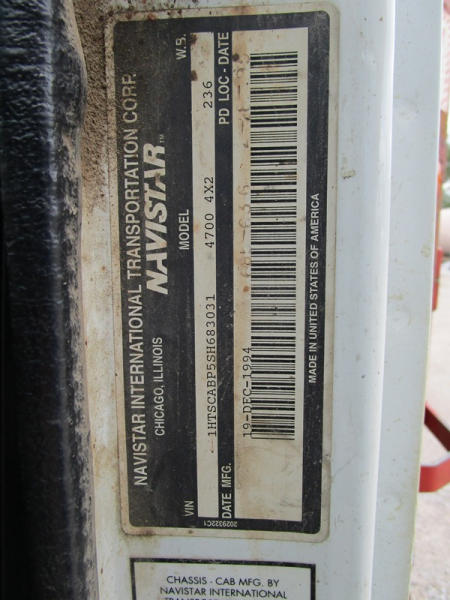 NAVISTAR INTERNATIONAL TRANSPORTATION CORP.
CHICAGO, ILLINOIS
NAVISTAR
VIN MODEL W.B.
1HTSCABP5SH683031 4700 4X2 236
DATE MFG. PD LOC - DATE
19-DEC-1994
MADE IN UNITED STATES OF AMERICA
2029322C1
CHASSIS - CAB MFG. BY
NAVISTAR INTERNATIONAL